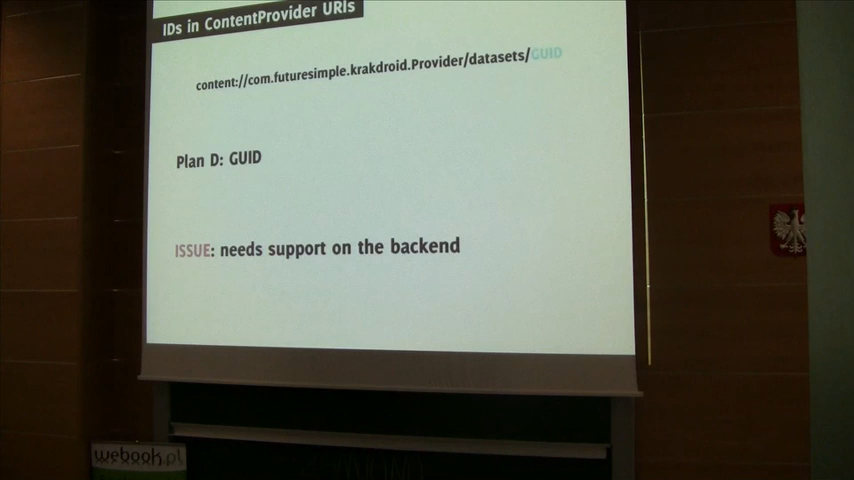 IDs in ContentProvider URIs
content://com.futuresimple.krakdroid.Provider/datasets/GUID
Plan D: GUID
ISSUE: needs support on the backend
webook.pl